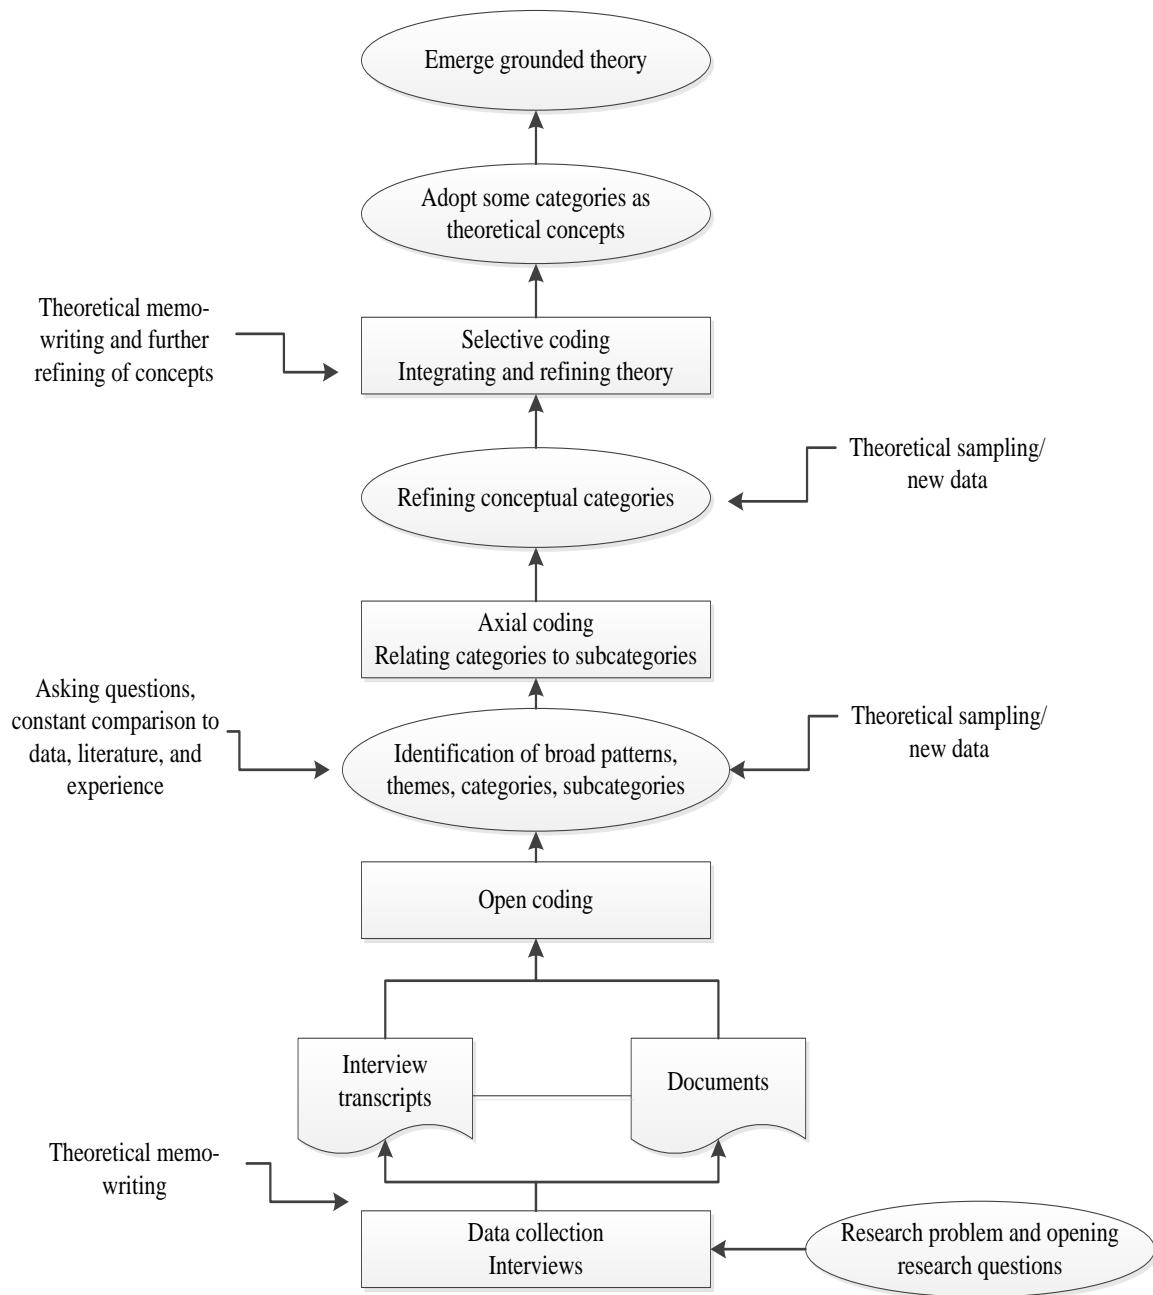 Emerge grounded theory
Adopt some categories as
theoretical concepts
Theoretical memo-
writing and further
refining of concepts
Selective coding
Integrating and refining theory
Theoretical sampling/
new data
Refining conceptual categories
Axial coding
Relating categories to subcategories
Asking questions,
constant comparison to
data, literature, and
experience
Identification of broad patterns,
themes, categories, subcategories
Theoretical sampling/
new data
Open coding
Interview
transcripts
Documents
Theoretical memo-
writing
Data collection
Interviews
Research problem and opening
research questions